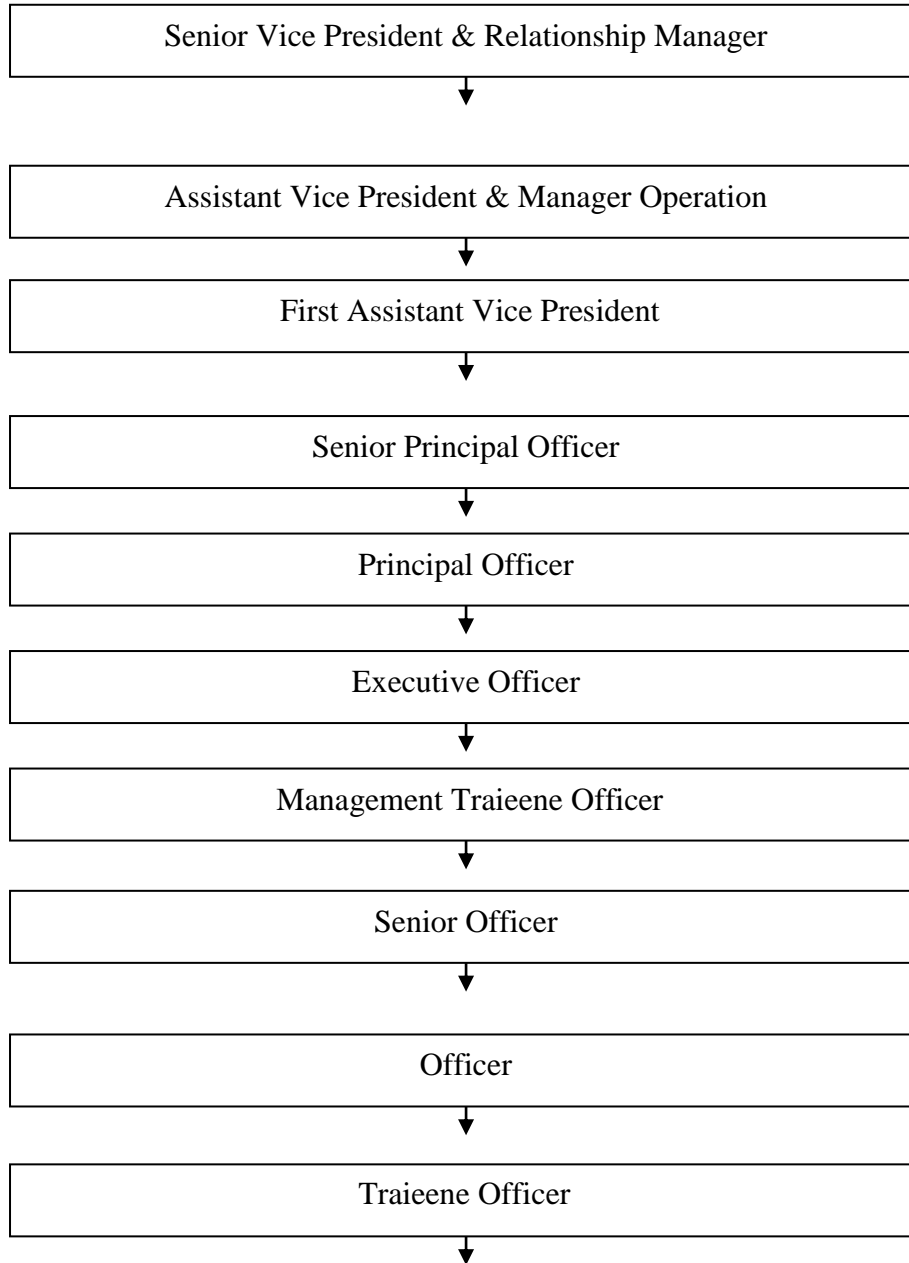 Senior Vice President & Relationship Manager
Assistant Vice President & Manager Operation
First Assistant Vice President
Senior Principal Officer
Principal Officer
Executive Officer
Management Traieene Officer
Senior Officer
Officer
Traieene Officer